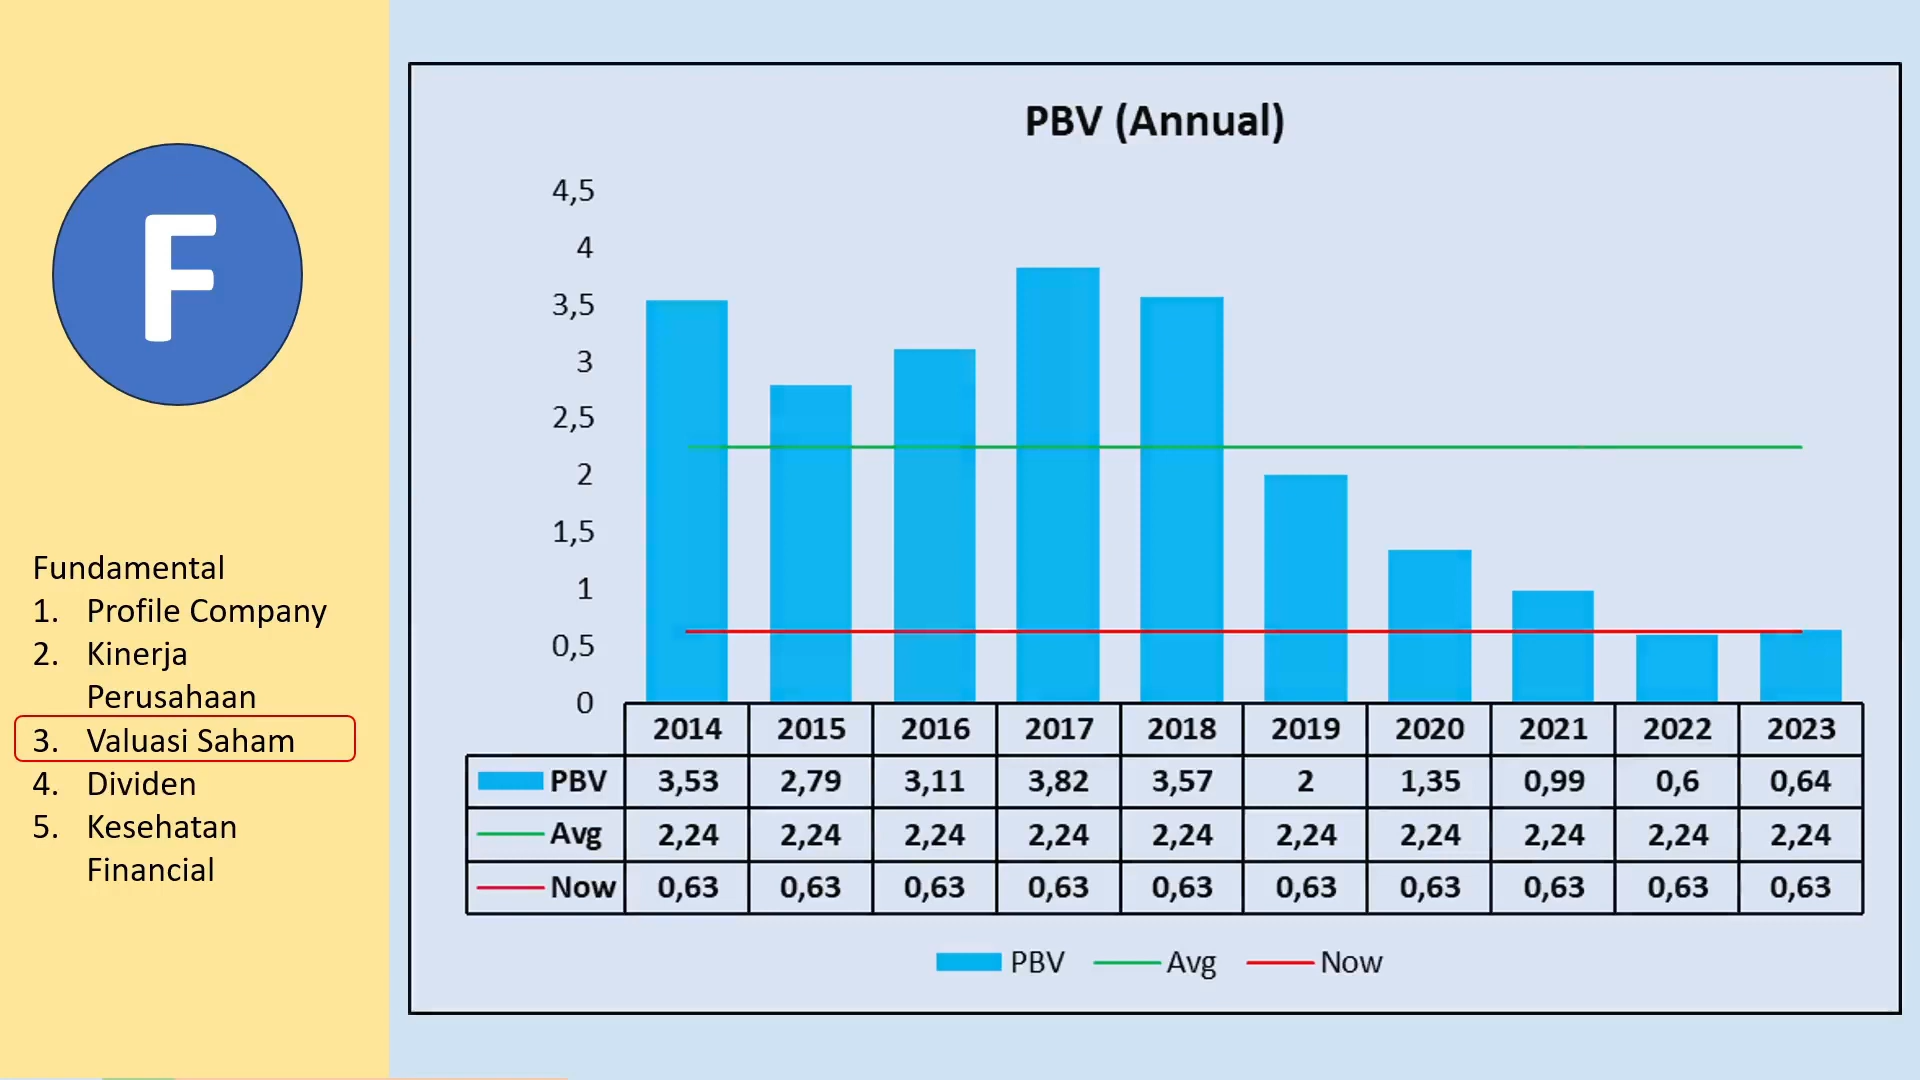 F
Fundamental
1. Profile Company
2. Kinerja
Perusahaan
3. Valuasi Saham
4. Dividen
5. Kesehatan
Financial
PBV (Annual)
4,5
4
3,5
3
2,5
2
1,5
1
0,5
0
2014 2015 2016 2017 2018 2019 2020 2021 2022 2023
PBV 3,53 2,79 3,11 3,82 3,57 2 1,35 0,99 0,6 0,64
Avg 2,24 2,24 2,24 2,24 2,24 2,24 2,24 2,24 2,24 2,24
Now 0,63 0,63 0,63 0,63 0,63 0,63 0,63 0,63 0,63 0,63
PBV Avg Now